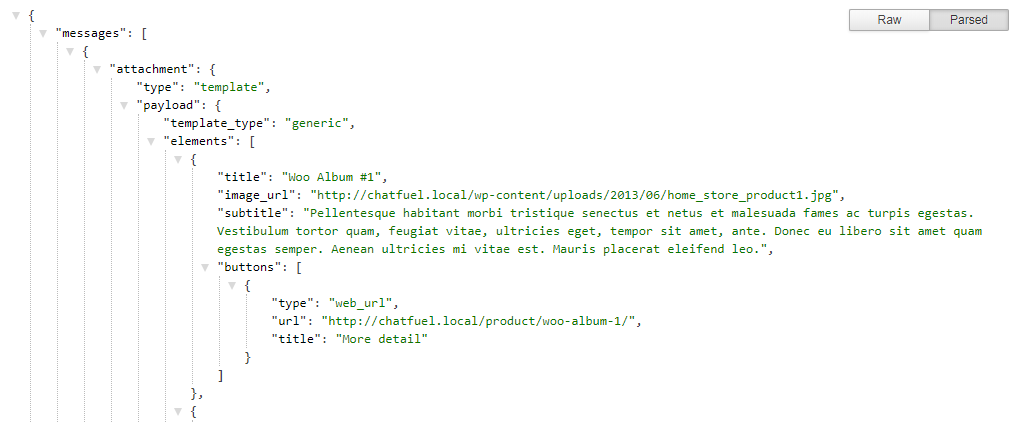 {
Raw Parsed
"messages": [
{
"attachment": {
"type": "template",
"payload": {
"template_type": "generic",
"elements": [
{
"title": "Woo Album #1",
"image_url": "http://chatfuel.local/wp-content/uploads/2013/06/home_store_product1.jpg",
"subtitle": "Pellentesque habitant morbi tristique senectus et netus et malesuada fames ac turpis egestas.
Vestibulum tortor quam, feugiat vitae, ultricies eget, tempor sit amet, ante. Donec eu libero sit amet quam
egestas semper. Aenean ultricies mi vitae est. Mauris placerat eleifend leo.",
"buttons": [
{
"type": "web_url",
"url": "http://chatfuel.local/product/woo-album-1/",
"title": "More detail"
}
]
},
{